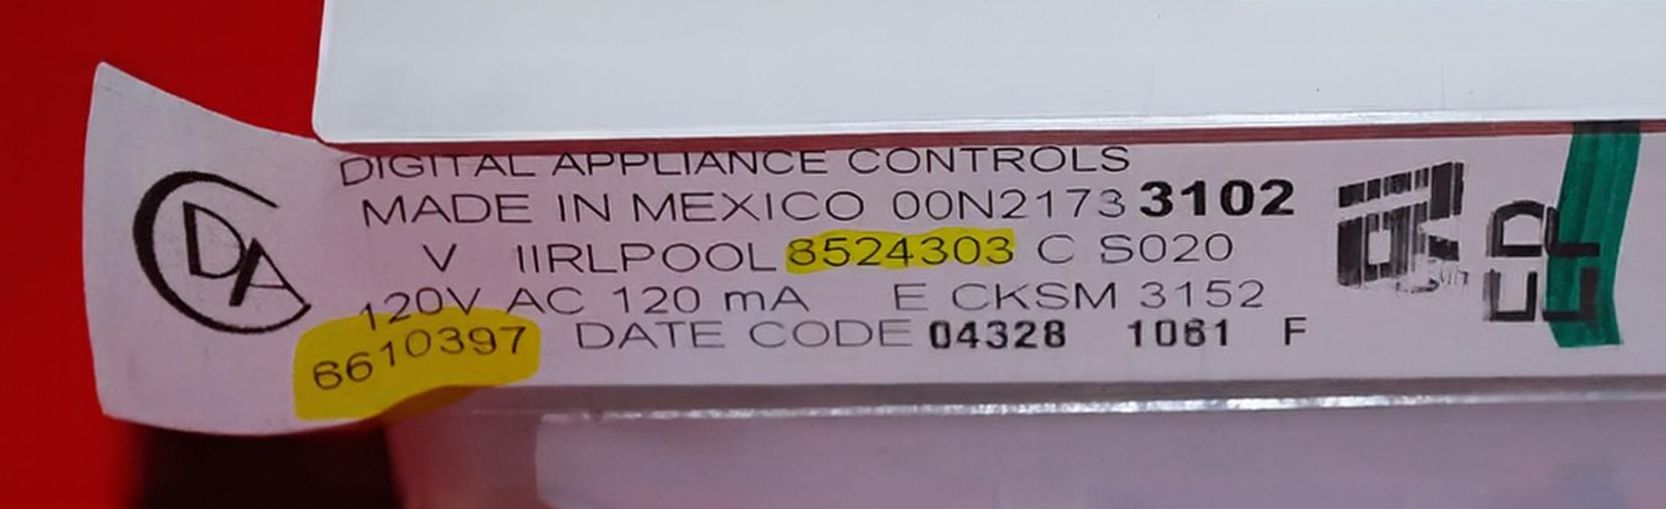 DIGITAL APPLIANCE CONTROLS
MADE IN MEXICO 00N2173 3102
V IIRLPOOL 8524303 C S020
120V AC 120 mA E CKSM 3152
6610397 DATE CODE 04328 1061 F
CDA